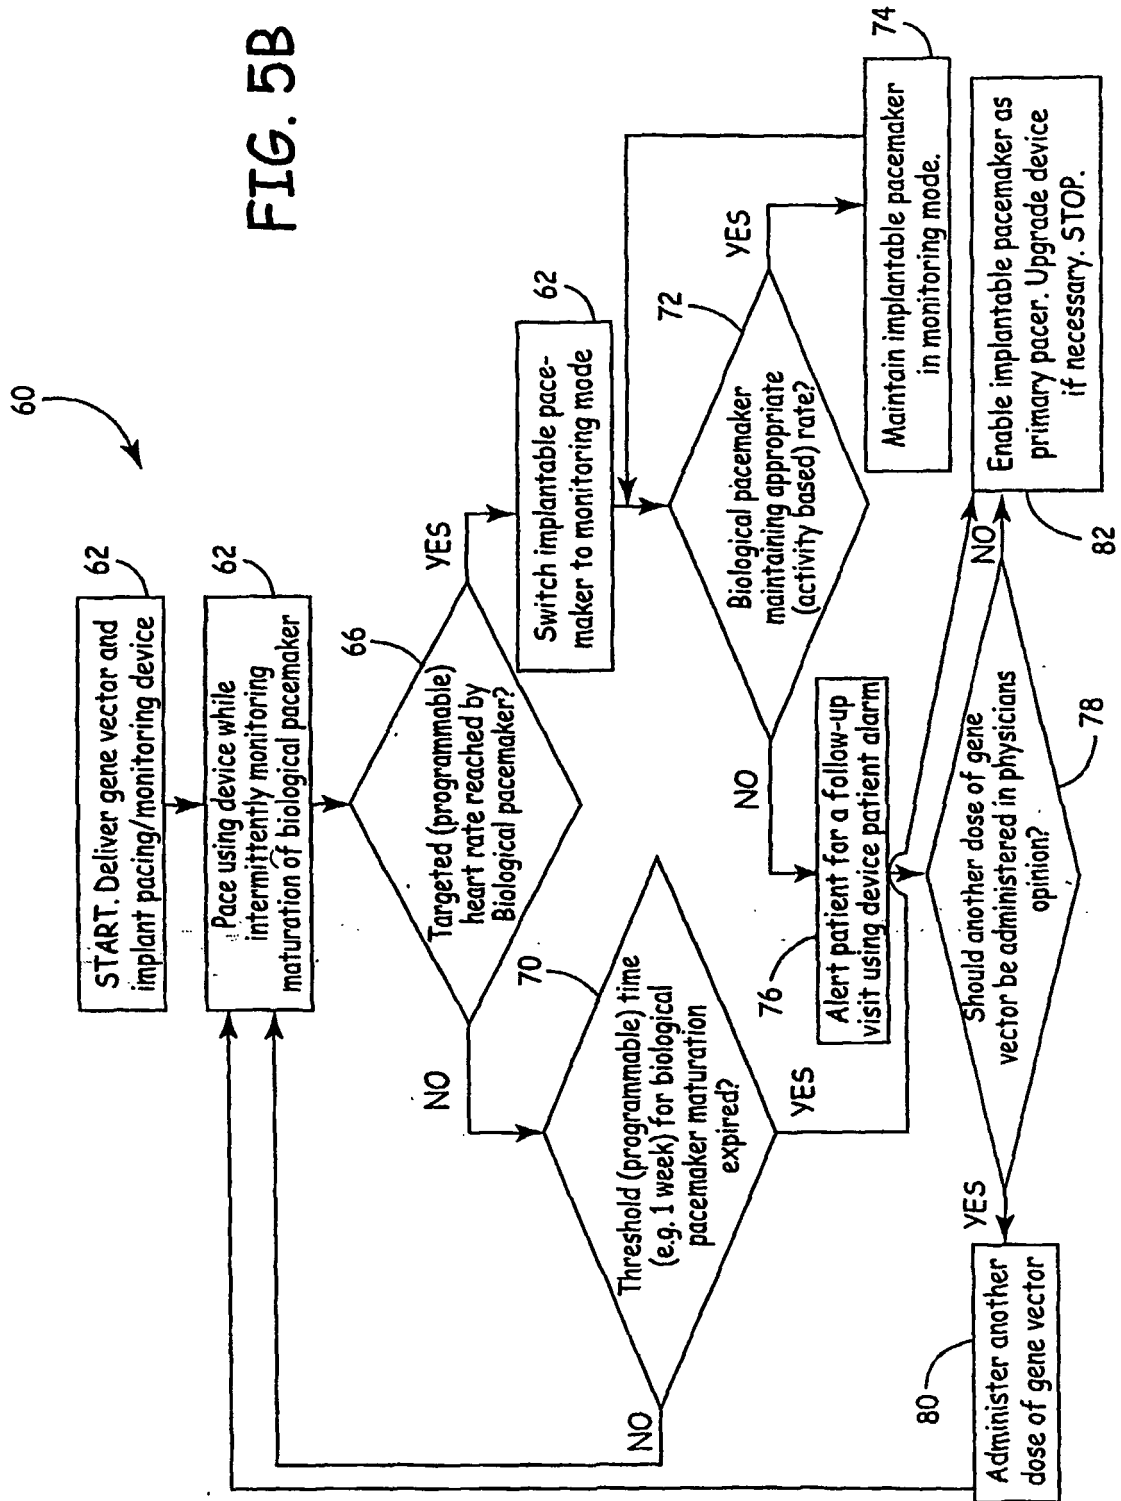 FIG. 5B
60
START. Deliver gene vector and
implant pacing/monitoring device
62
Pace using device while
intermittently monitoring
maturation of biological pacemaker
62
Targeted (programmable)
heart rate reached by
Biological pacemaker?
66
YES
NO
Switch implantable pace-
maker to monitoring mode
62
Threshold (programmable) time
(e.g. 1 week) for biological
pacemaker maturation
expired?
70
NO
YES
Biological pacemaker
maintaining appropriate
(activity based) rate?
72
YES
NO
Maintain implantable pacemaker
in monitoring mode.
74
Alert patient for a follow-up
visit using device patient alarm
76
Should another dose of gene
vector be administered in physicians
opinion?
78
YES
NO
Administer another
dose of gene vector
80
Enable implantable pacemaker as
primary pacer. Upgrade device
if necessary. STOP.
82